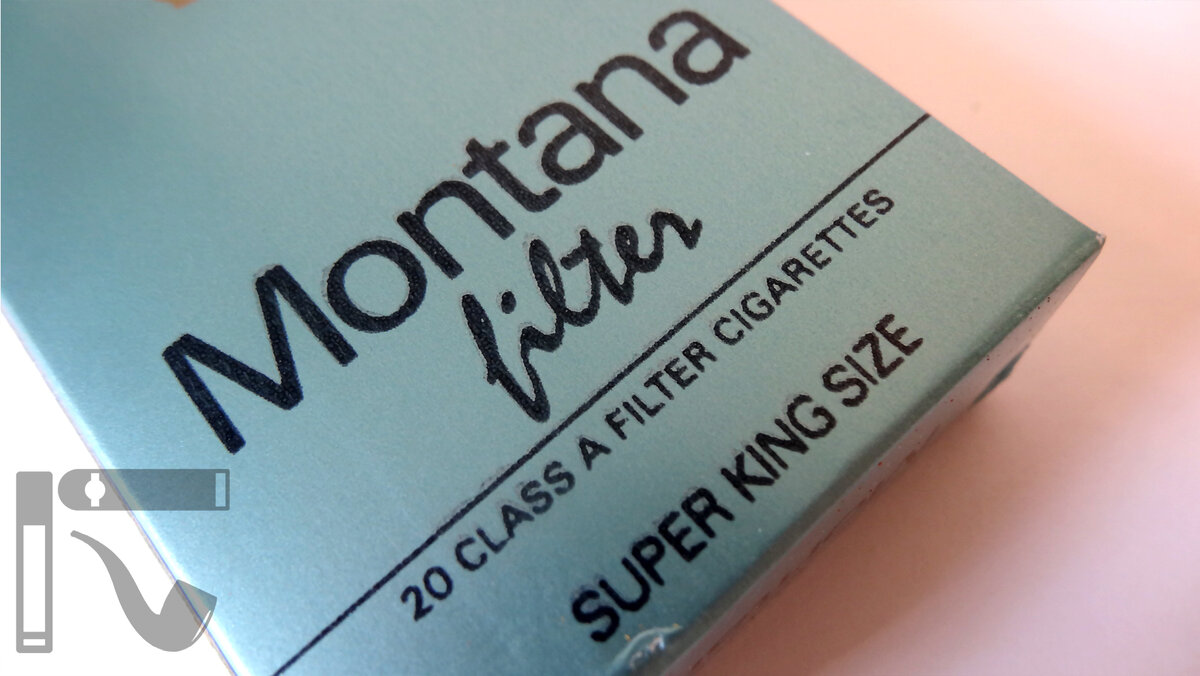 Montana
filter
20 CLASS A FILTER CIGARETTES
SUPER KING SIZE